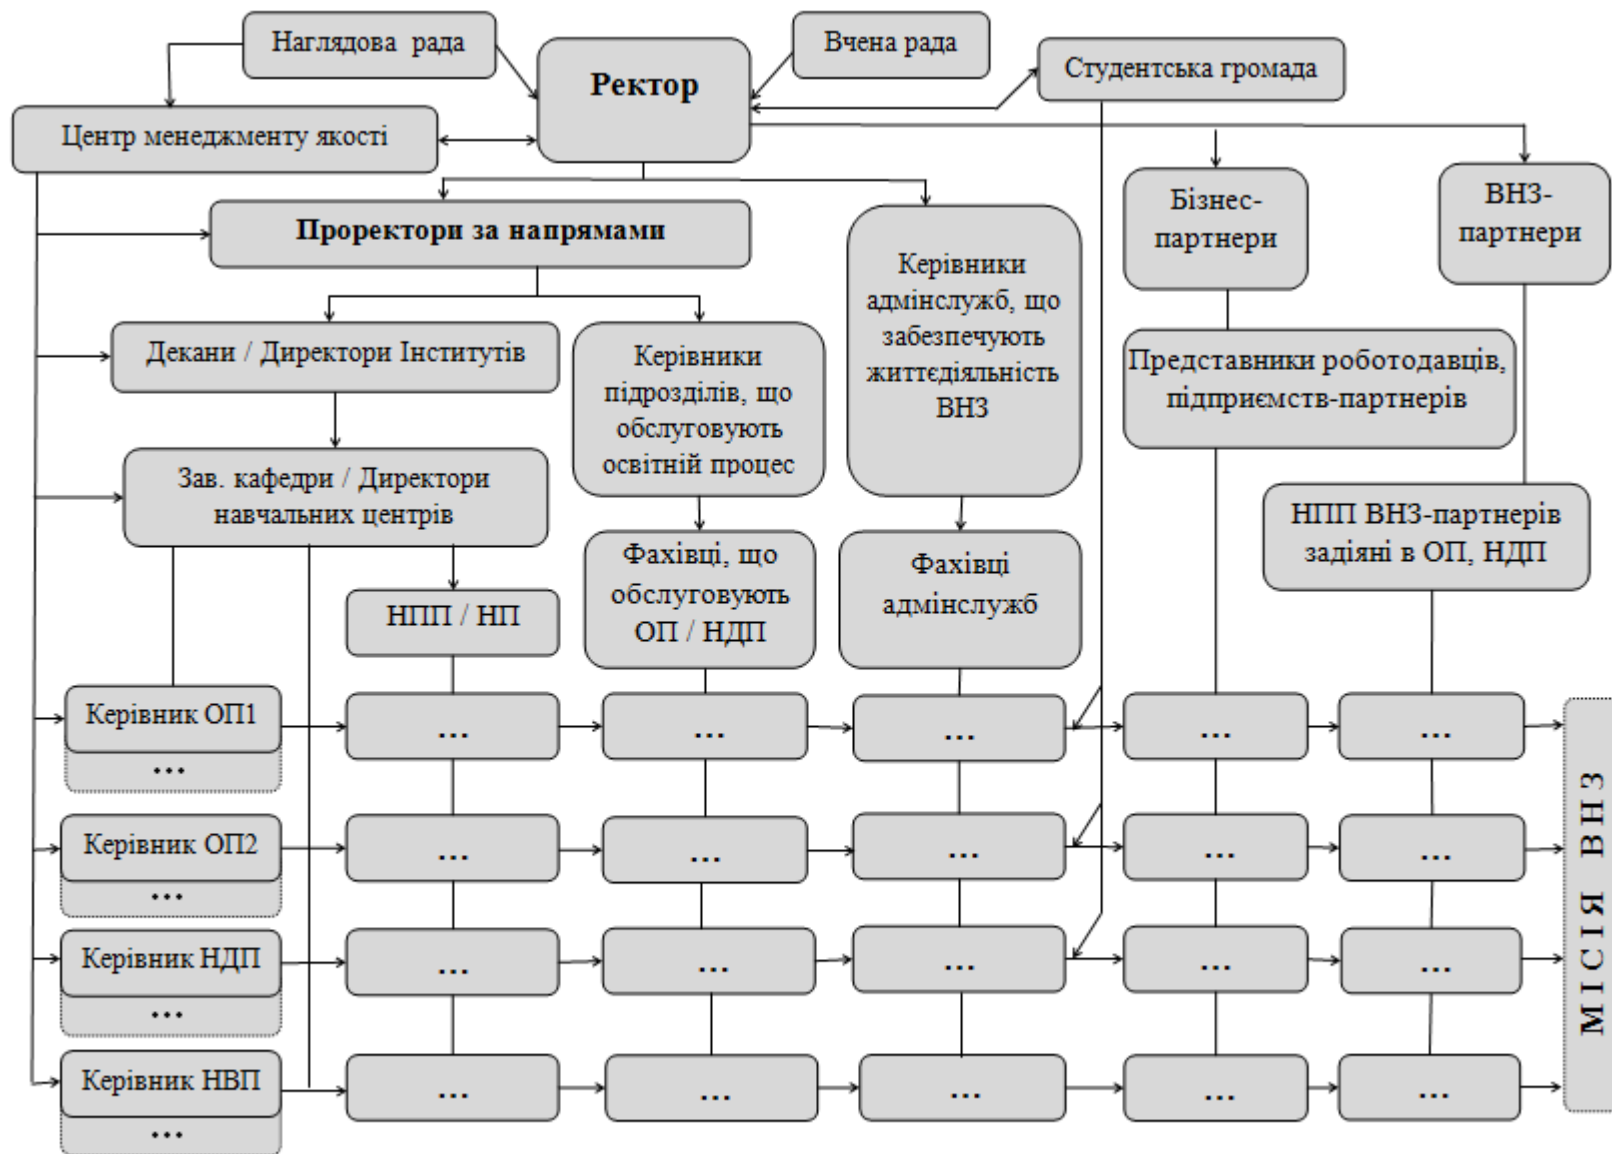 Наглядова рада
Вчена рада
Ректор
Студентська громада
Центр менеджменту якості
Проректори за напрямами
Бізнес-
партнери
ВНЗ-
партнери
Керівники
адмінслужб, що
забезпечують
життєдіяльність
ВНЗ
Декани / Директори Інститутів
Керівники
підрозділів, що
обслуговують
освітній процес
Представники роботодавців,
підприємств-партнерів
Зав. кафедри / Директори
навчальних центрів
НПП ВНЗ-партнерів
задіяні в ОП, НДП
НПП / НП
Фахівці, що
обслуговують
ОП / НДП
Фахівці
адмінслужб
Керівник ОП1
...
...
...
...
...
...
Керівник ОП2
...
...
...
...
...
...
Керівник НДП
...
...
...
...
...
...
Керівник НВП
...
...
...
...
...
...
МІСІЯ ВНЗ